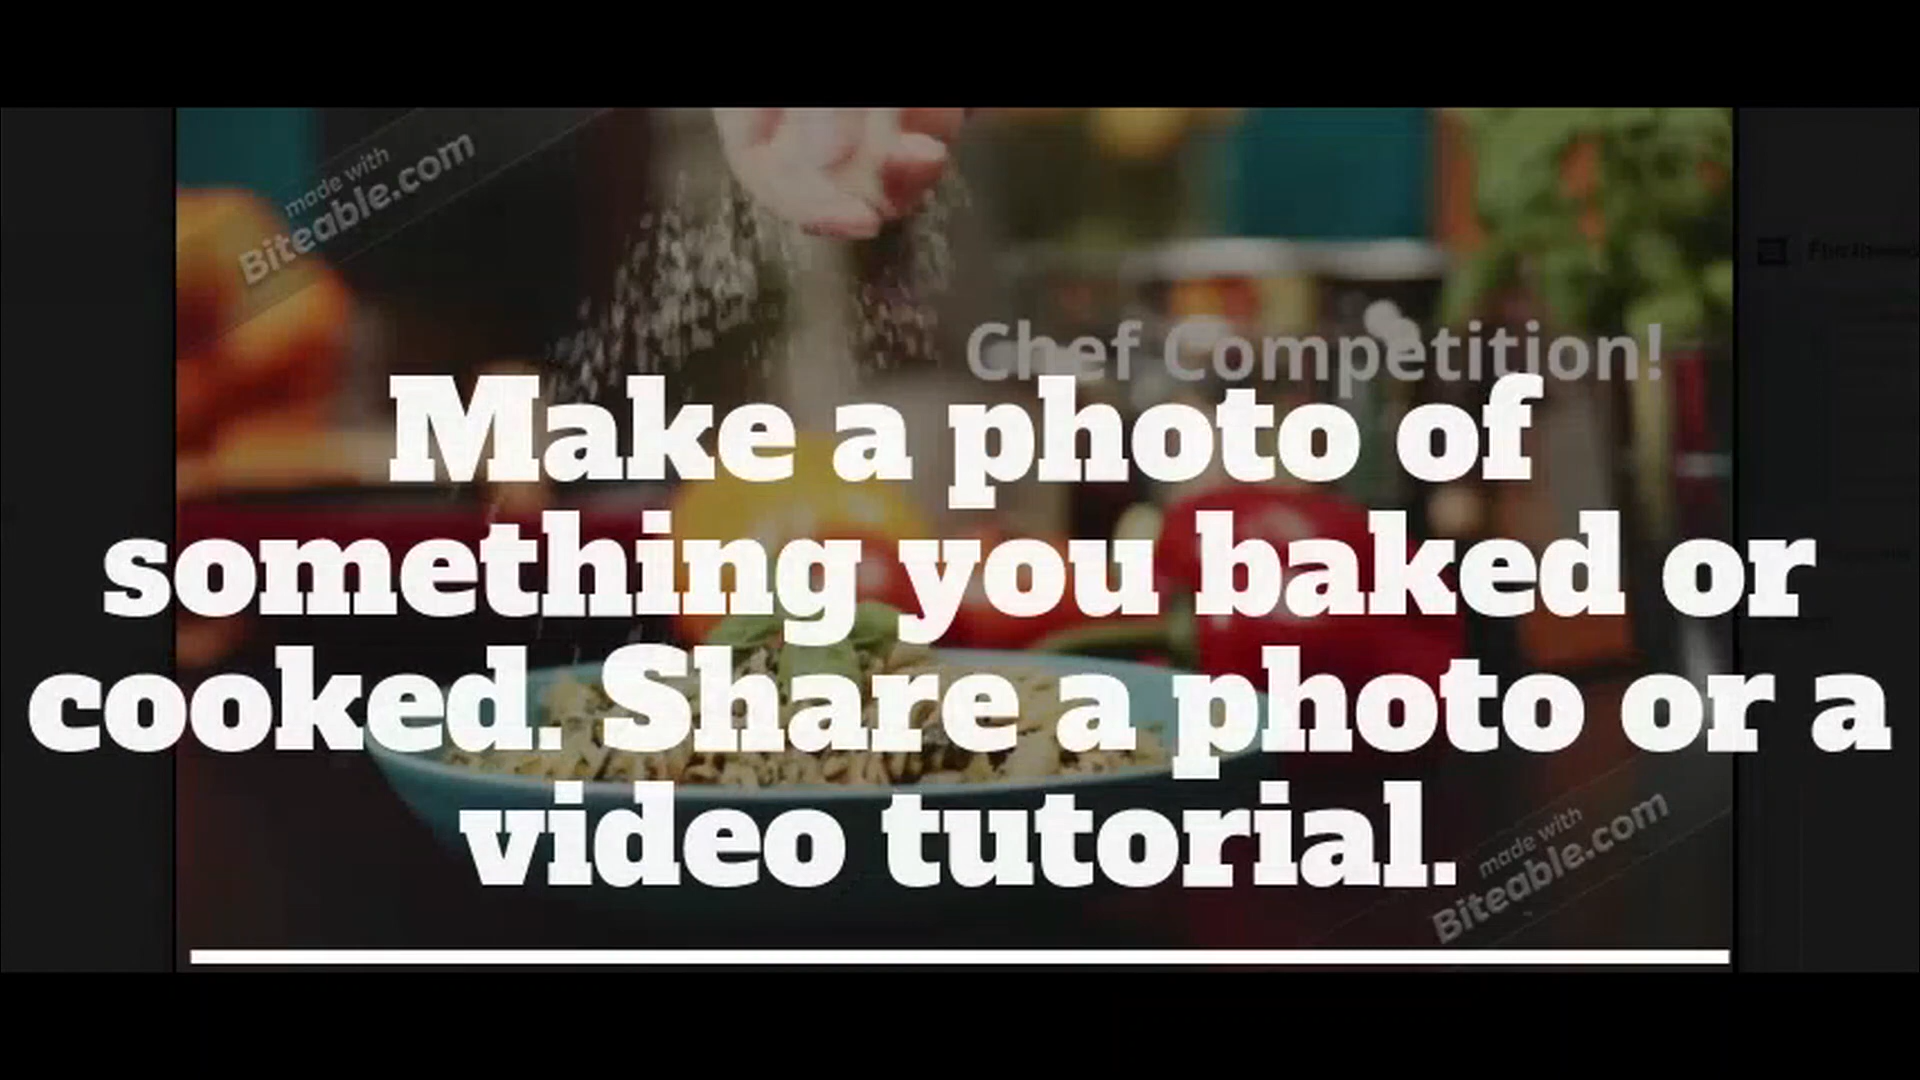 made with
Biteable.com
Chef Competition!
Make a photo of
something you baked or
cooked. Share a photo or a
video tutorial.
made with
Biteable.com